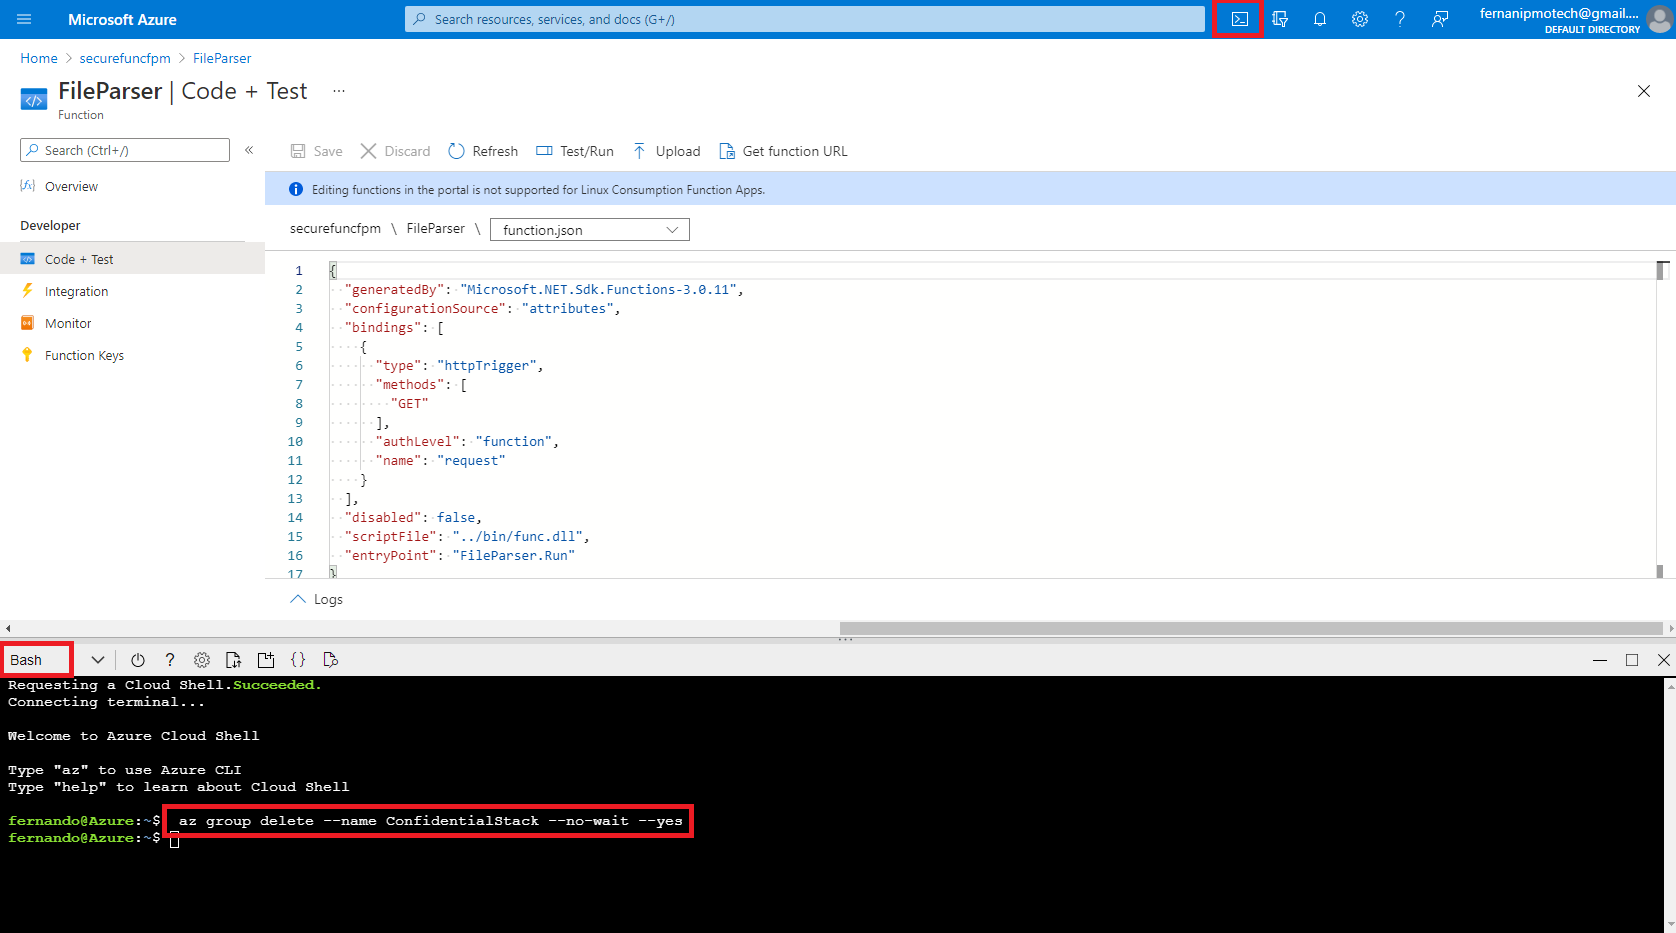 Microsoft Azure
Search resources, services, and docs (G+/)
fernanipmotech@gmail....
DEFAULT DIRECTORY
Home > securefuncfpm > FileParser
FileParser | Code + Test ...
Function
Search (Ctrl+/) «
Save Discard Refresh Test/Run Upload Get function URL
Overview
Editing functions in the portal is not supported for Linux Consumption Function Apps.
Developer
securefuncfpm \ FileParser \ function.json
Code + Test
Integration
Monitor
Function Keys
1 {
2 "generatedBy": "Microsoft.NET.Sdk.Functions-3.0.11",
3 "configurationSource": "attributes",
4 "bindings": [
5 {
6 "type": "httpTrigger",
7 "methods": [
8 "GET"
9 ],
10 "authLevel": "function",
11 "name": "request"
12 }
13 ],
14 "disabled": false,
15 "scriptFile": "../bin/func.dll",
16 "entryPoint": "FileParser.Run"
17 }
Logs
Bash
Requesting a Cloud Shell.Succeeded.
Connecting terminal...
Welcome to Azure Cloud Shell
Type "az" to use Azure CLI
Type "help" to learn about Cloud Shell
fernando@Azure:~$ az group delete --name ConfidentialStack --no-wait --yes
fernando@Azure:~$